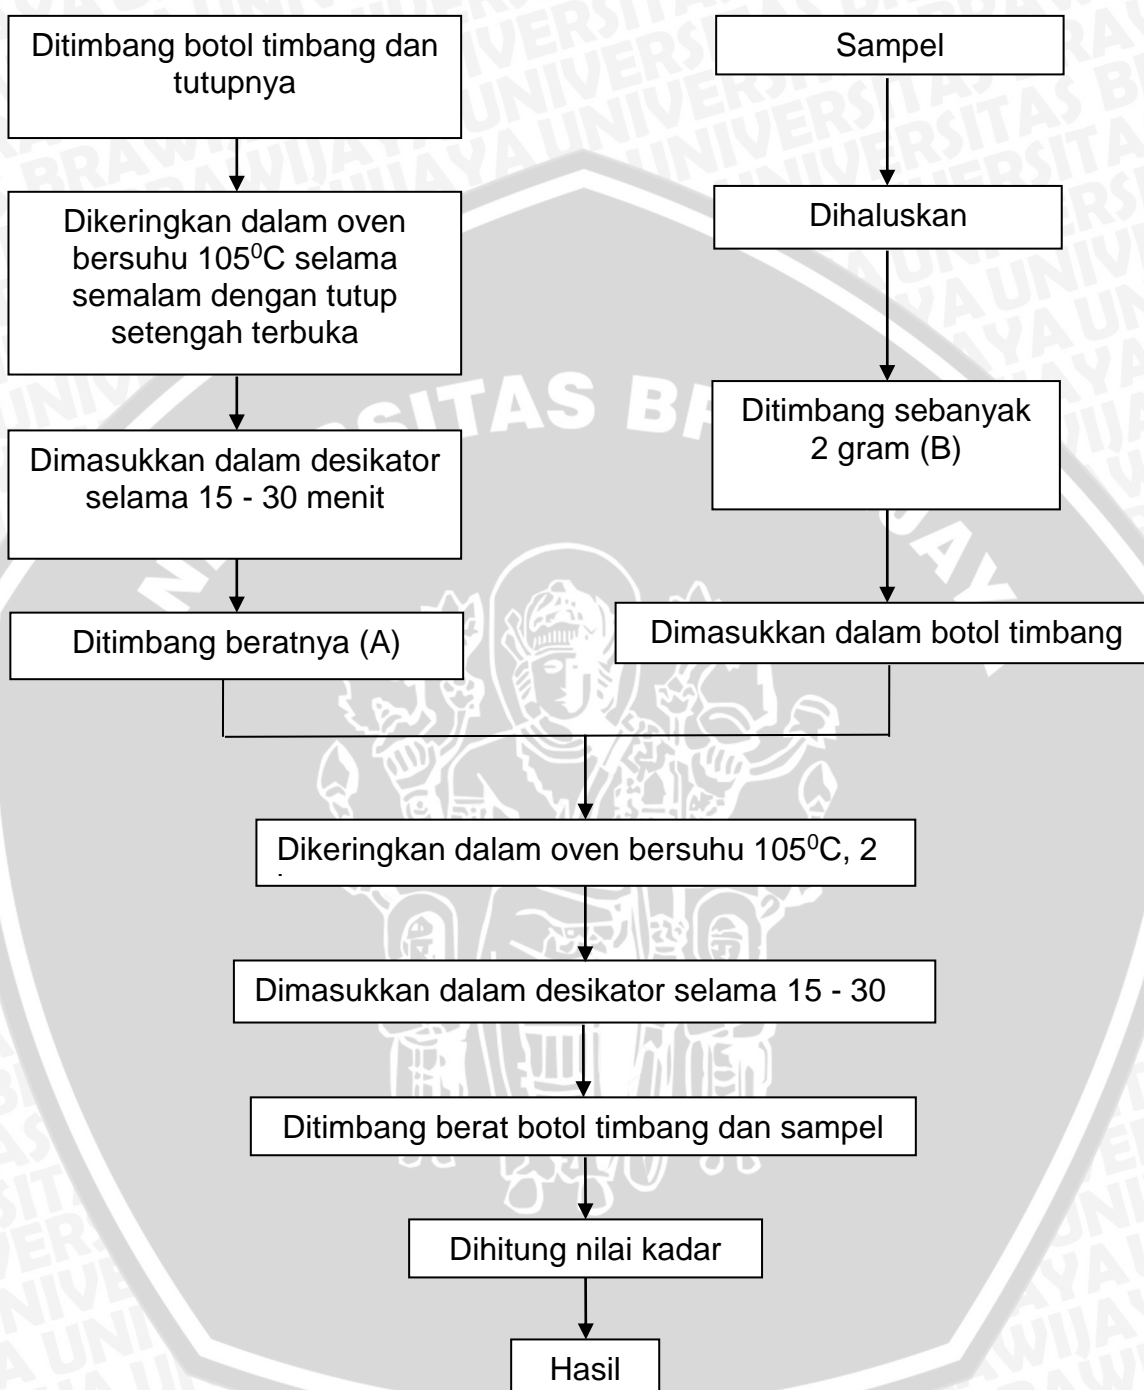 Ditimbang botol timbang dan
tutupnya
Dikeringkan dalam oven
bersuhu 105⁰C selama
semalam dengan tutup
setengah terbuka
Dimasukkan dalam desikator
selama 15 - 30 menit
Ditimbang beratnya (A)
Sampel
Dihaluskan
Ditimbang sebanyak
2 gram (B)
Dimasukkan dalam botol timbang
Dikeringkan dalam oven bersuhu 105⁰C, 2
Dimasukkan dalam desikator selama 15 - 30
Ditimbang berat botol timbang dan sampel
Dihitung nilai kadar
Hasil